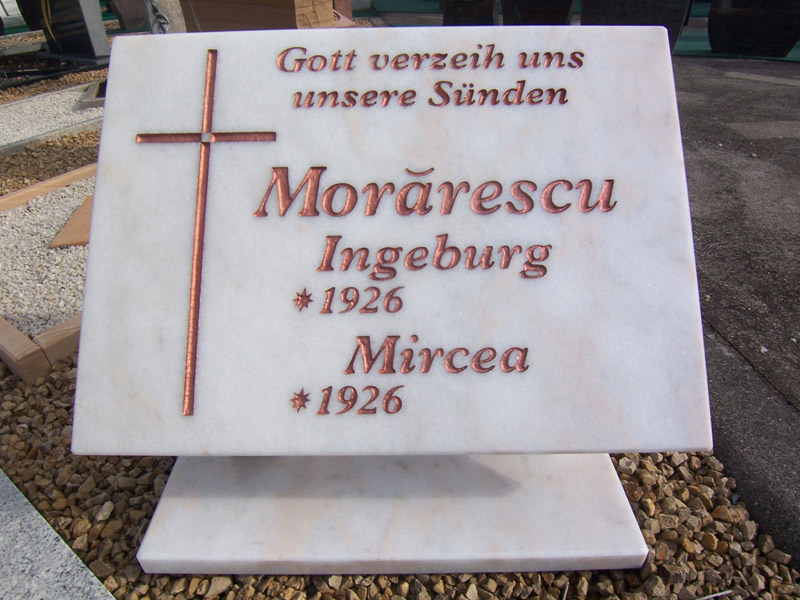 Gott verzeih uns
unsere Sünden
Morărescu
Ingeburg
*1926
Mircea
*1926